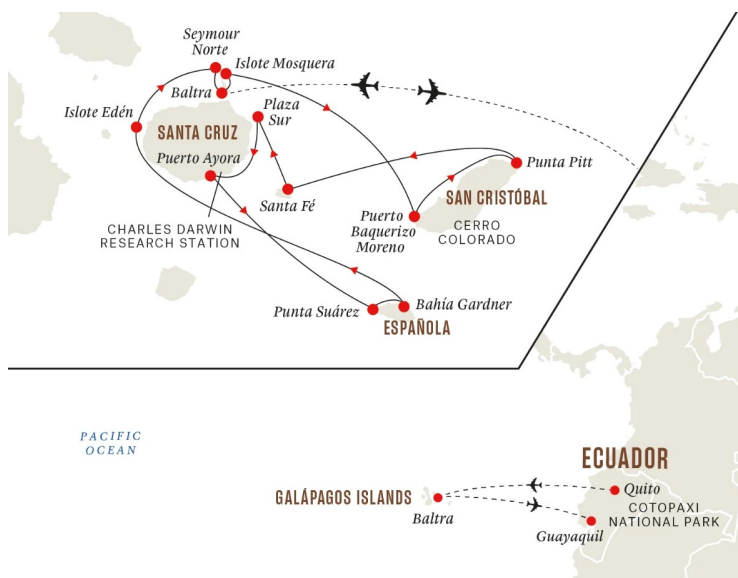 Seymour
Norte
Islote Mosquera
Baltra
Plaza
Sur
Islote Edén
SANTA CRUZ
Puerto Ayora
Punta Pitt
Santa Fé
SAN CRISTÓBAL
Puerto
Baquerizo
Moreno
CERRO
COLORADO
CHARLES DARWIN
RESEARCH STATION
Punta Suárez
Bahía Gardner
ESPAÑOLA
PACIFIC
OCEAN
ECUADOR
GALÁPAGOS ISLANDS
Baltra
Quito
COTOPAXI
NATIONAL PARK
Guayaquil